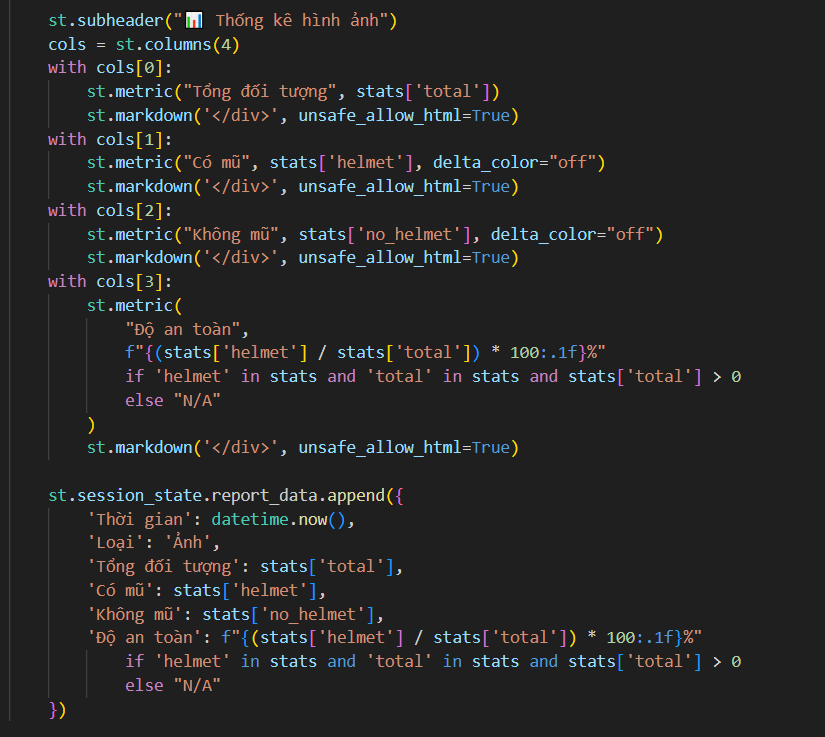 st.subheader("📊 Thống kê hình ảnh")
cols = st.columns(4)
with cols[0]:
    st.metric("Tổng đối tượng", stats['total'])
    st.markdown('</div>', unsafe_allow_html=True)
with cols[1]:
    st.metric("Có mũ", stats['helmet'], delta_color="off")
    st.markdown('</div>', unsafe_allow_html=True)
with cols[2]:
    st.metric("Không mũ", stats['no_helmet'], delta_color="off")
    st.markdown('</div>', unsafe_allow_html=True)
with cols[3]:
    st.metric(
        "Độ an toàn",
        f"{(stats['helmet'] / stats['total']) * 100:.1f}%"
        if 'helmet' in stats and 'total' in stats and stats['total'] > 0
        else "N/A"
    )
    st.markdown('</div>', unsafe_allow_html=True)

st.session_state.report_data.append({
    'Thời gian': datetime.now(),
    'Loại': 'Ảnh',
    'Tổng đối tượng': stats['total'],
    'Có mũ': stats['helmet'],
    'Không mũ': stats['no_helmet'],
    'Độ an toàn': f"{(stats['helmet'] / stats['total']) * 100:.1f}%"
        if 'helmet' in stats and 'total' in stats and stats['total'] > 0
        else "N/A"
})